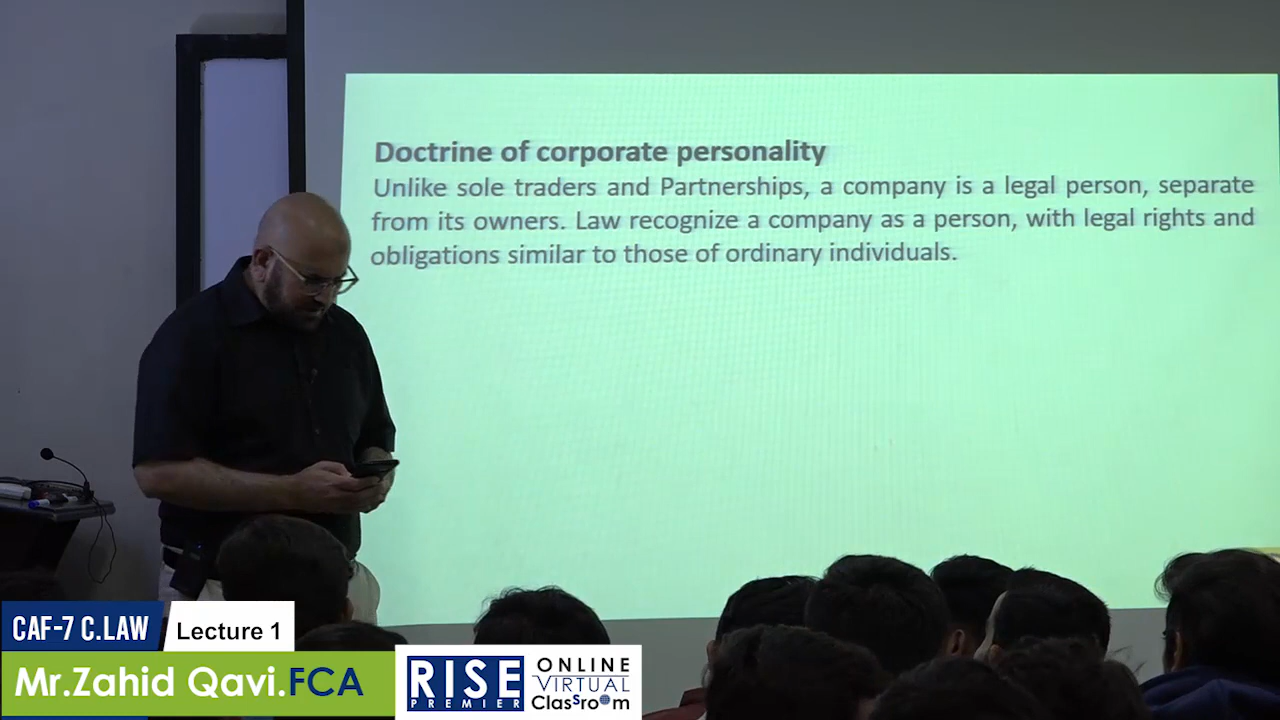 Doctrine of corporate personality
Unlike sole traders and Partnerships, a company is a legal person, separate
from its owners. Law recognize a company as a person, with legal rights and
obligations similar to those of ordinary individuals.
CAF-7 C.LAW
Lecture 1
Mr.Zahid Qavi.FCA
RISE
PREMIER
ONLINE
VIRTUAL
ClasSroom